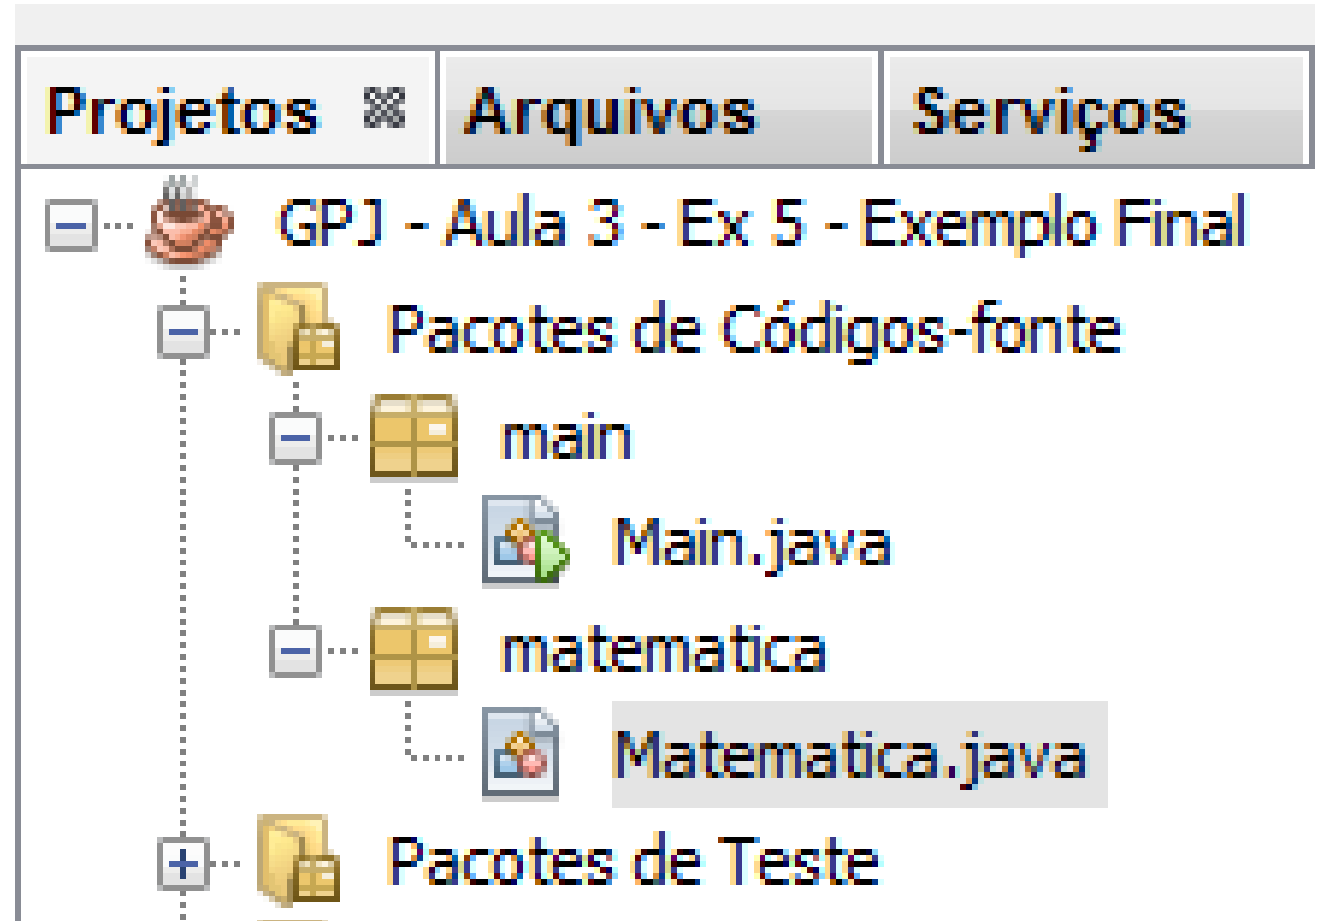 Projetos Arquivos Serviços
GPJ - Aula 3 - Ex 5 - Exemplo Final
Pacotes de Códigos-fonte
main
Main.java
matematica
Matematica.java
Pacotes de Teste